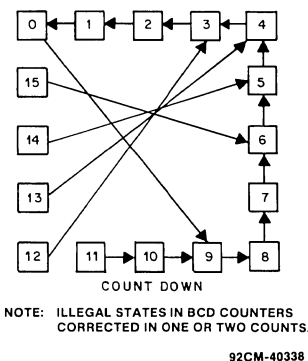 0 1 2 3 4
15 5
14 6
13 7
12 11 10 9 8
COUNT DOWN
NOTE: ILLEGAL STATES IN BCD COUNTERS
CORRECTED IN ONE OR TWO COUNTS.
92CM-40338